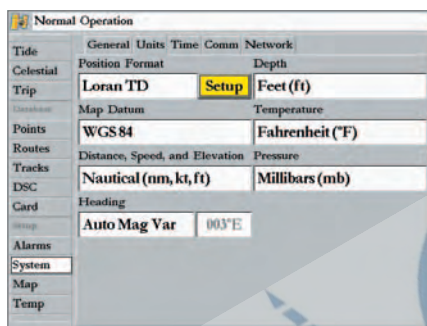 Normal Operation
General Units Time Comm Network
Tide
Celestial
Trip
Database
Points
Routes
Tracks
DSC
Card
Setup
Alarms
System
Map
Temp
Position Format
Depth
Loran TD
Setup
Feet (ft)
Map Datum
Temperature
WGS 84
Fahrenheit (°F)
Distance, Speed, and Elevation
Pressure
Nautical (nm, kt, ft)
Millibars (mb)
Heading
Auto Mag Var
003°E